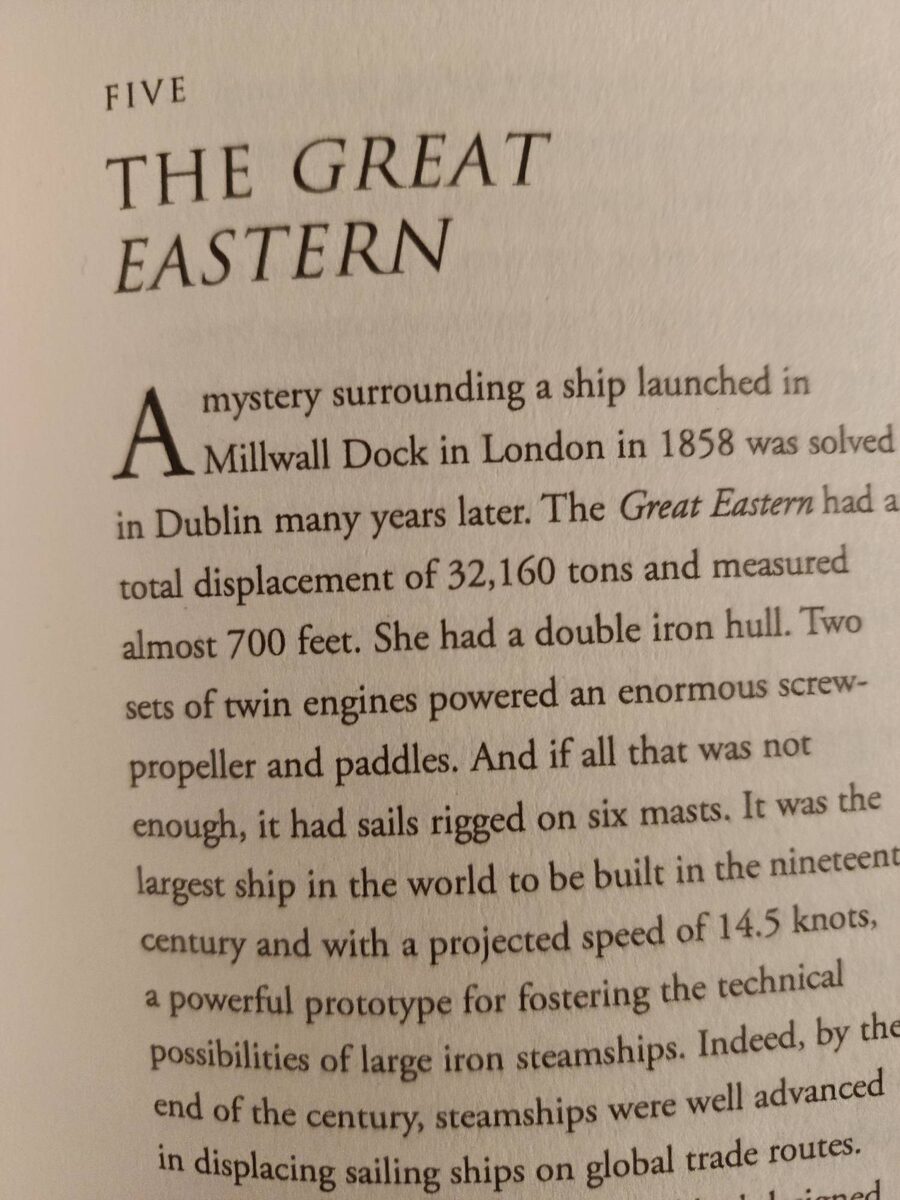 FIVE
THE GREAT
EASTERN
A mystery surrounding a ship launched in
Millwall Dock in London in 1858 was solved
in Dublin many years later. The Great Eastern had a
total displacement of 32,160 tons and measured
almost 700 feet. She had a double iron hull. Two
sets of twin engines powered an enormous screw-
propeller and paddles. And if all that was not
enough, it had sails rigged on six masts. It was the
largest ship in the world to be built in the nineteent
century and with a projected speed of 14.5 knots,
a powerful prototype for fostering the technical
possibilities of large iron steamships. Indeed, by the
end of the century, steamships were well advanced
in displacing sailing ships on global trade routes.